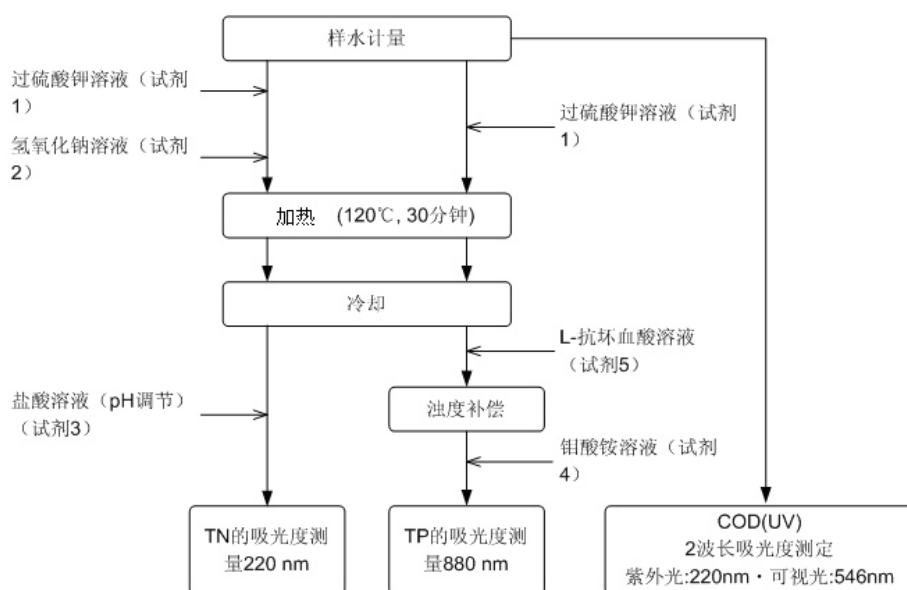 样水计量
过硫酸钾溶液（试剂
1）
过硫酸钾溶液（试剂
1）
氢氧化钠溶液（试剂
2）
加热 (120℃, 30分钟)
冷却
L-抗坏血酸溶液
（试剂5）
盐酸溶液（pH调节）
（试剂3）
浊度补偿
钼酸铵溶液（试剂
4）
TN的吸光度测
量220 nm
TP的吸光度测
量880 nm
COD(UV)
2波长吸光度测定
紫外光:220nm・可视光:546nm